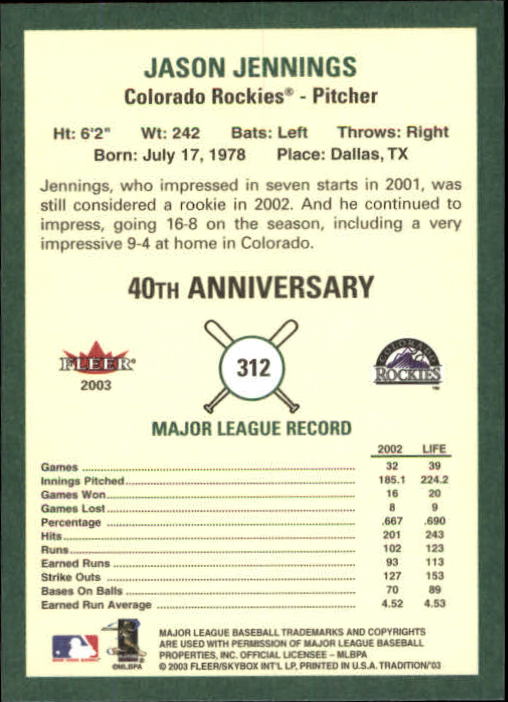 JASON JENNINGS
Colorado Rockies® - Pitcher
Ht: 6'2" Wt: 242 Bats: Left Throws: Right
Born: July 17, 1978 Place: Dallas, TX
Jennings, who impressed in seven starts in 2001, was
still considered a rookie in 2002. And he continued to
impress, going 16-8 on the season, including a very
impressive 9-4 at home in Colorado.
40TH ANNIVERSARY
FLEER®
2003
312
COLORADO
ROCKIES
TM
MAJOR LEAGUE RECORD
2002 LIFE
Games 32 39
Innings Pitched 185.1 224.2
Games Won 16 20
Games Lost 8 9
Percentage .667 .690
Hits 201 243
Runs 102 123
Earned Runs 93 113
Strike Outs 127 153
Bases On Balls 70 89
Earned Run Average 4.52 4.53
©MLBPA
MAJOR LEAGUE BASEBALL TRADEMARKS AND COPYRIGHTS
ARE USED WITH PERMISSION OF MAJOR LEAGUE BASEBALL
PROPERTIES, INC. OFFICIAL LICENSEE - MLBPA
© 2003 FLEER/SKYBOX INT'L LP, PRINTED IN U.S.A. TRADITION/'03